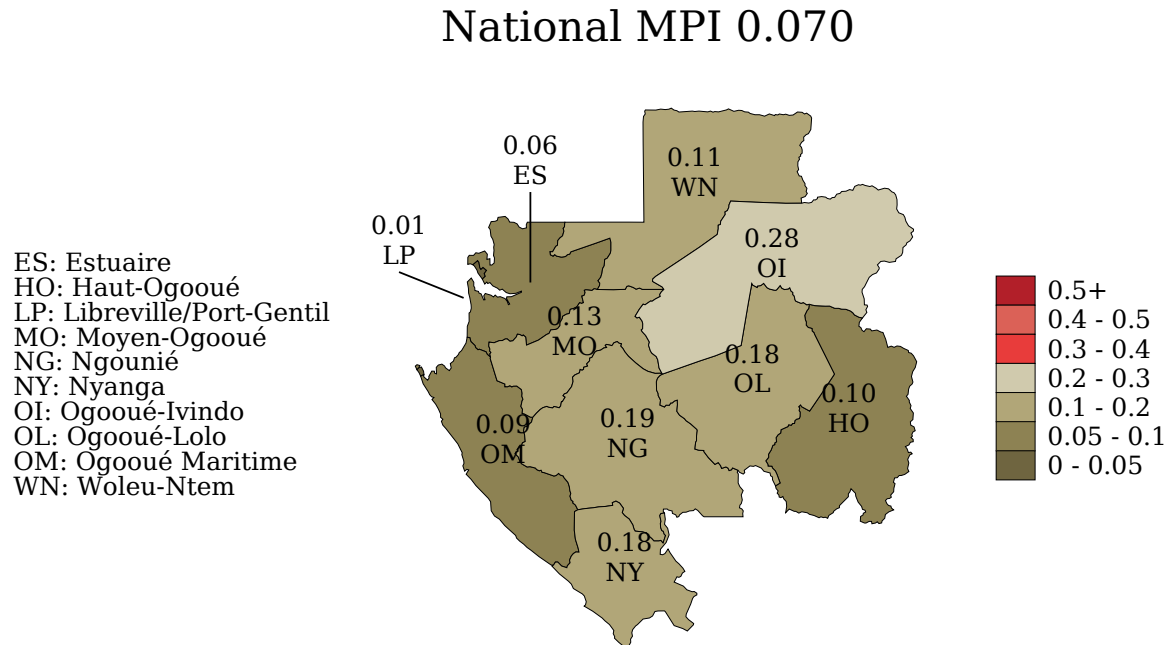 National MPI 0.070
0.06
ES
0.11
WN
0.01
LP
0.28
OI
ES: Estuaire
HO: Haut-Ogooué
LP: Libreville/Port-Gentil
MO: Moyen-Ogooué
NG: Ngounié
NY: Nyanga
OI: Ogooué-Ivindo
OL: Ogooué-Lolo
OM: Ogooué Maritime
WN: Woleu-Ntem
0.13
MO
0.18
OL
0.10
HO
0.09
OM
0.19
NG
0.18
NY
0.5+
0.4 - 0.5
0.3 - 0.4
0.2 - 0.3
0.1 - 0.2
0.05 - 0.1
0 - 0.05